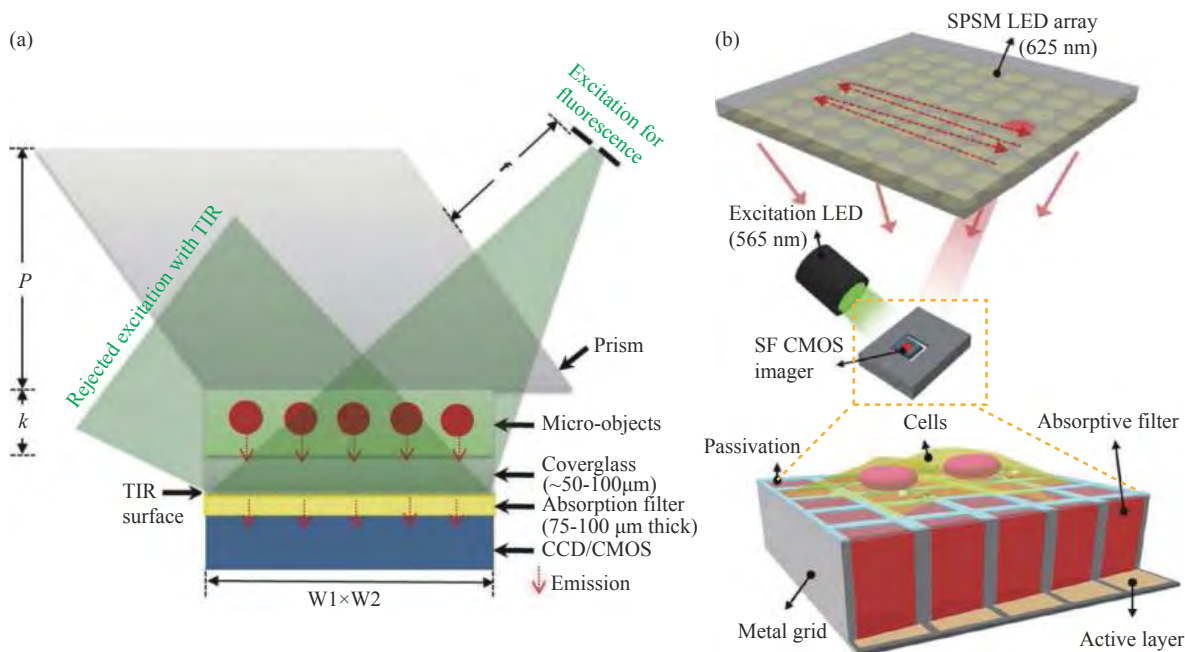 (a)
Excitation for
fluorescence
r
Rejected excitation with TIR
P
k
Prism
Micro-objects
Coverglass
(~50-100μm)
TIR
surface
Absorption filter
(75-100 μm thick)
CCD/CMOS
Emission
W1×W2
(b)
SPSM LED array
(625 nm)
Excitation LED
(565 nm)
SF CMOS
imager
Cells
Absorptive filter
Passivation
Metal grid
Active layer